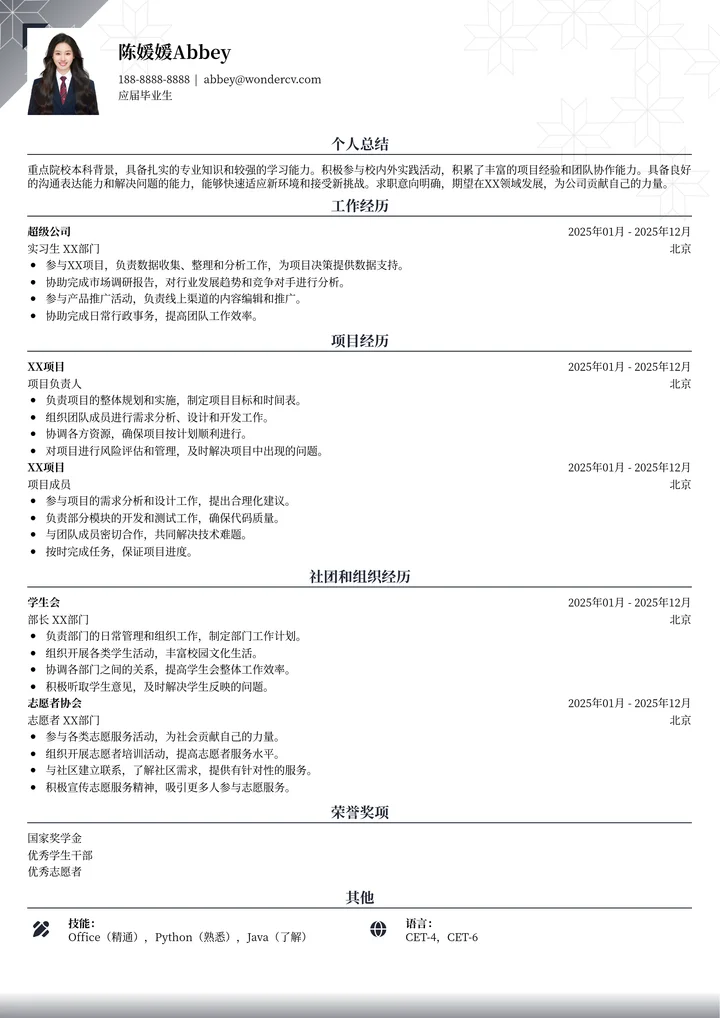 陈媛媛Abbey
188-8888-8888 | abbey@wondercv.com
应届毕业生
个人总结
重点院校本科背景，具备扎实的专业知识和较强的学习能力。积极参与校内外实践活动，积累了丰富的项目经验和团队协作能力。具备良好
的沟通表达能力和解决问题的能力，能够快速适应新环境和接受新挑战。求职意向明确，期望在XX领域发展，为公司贡献自己的力量。
工作经历
超级公司 2025年01月 - 2025年12月
实习生 XX部门 北京
• 参与XX项目，负责数据收集、整理和分析工作，为项目决策提供数据支持。
• 协助完成市场调研报告，对行业发展趋势和竞争对手进行分析。
• 参与产品推广活动，负责线上渠道的内容编辑和推广。
• 协助完成日常行政事务，提高团队工作效率。
项目经历
XX项目 2025年01月 - 2025年12月
项目负责人 北京
• 负责项目的整体规划和实施，制定项目目标和时间表。
• 组织团队成员进行需求分析、设计和开发工作。
• 协调各方资源，确保项目按计划顺利进行。
• 对项目进行风险评估和管理，及时解决项目中出现的问题。
XX项目 2025年01月 - 2025年12月
项目成员 北京
• 参与项目的需求分析和设计工作，提出合理化建议。
• 负责部分模块的开发和测试工作，确保代码质量。
• 与团队成员密切合作，共同解决技术难题。
• 按时完成任务，保证项目进度。
社团和组织经历
学生会 2025年01月 - 2025年12月
部长 XX部门 北京
• 负责部门的日常管理和组织工作，制定部门工作计划。
• 组织开展各类学生活动，丰富校园文化生活。
• 协调各部门之间的关系，提高学生会整体工作效率。
• 积极听取学生意见，及时解决学生反映的问题。
志愿者协会 2025年01月 - 2025年12月
志愿者 XX部门 北京
• 参与各类志愿服务活动，为社会贡献自己的力量。
• 组织开展志愿者培训活动，提高志愿者服务水平。
• 与社区建立联系，了解社区需求，提供有针对性的服务。
• 积极宣传志愿服务精神，吸引更多人参与志愿服务。
荣誉奖项
国家奖学金
优秀学生干部
优秀志愿者
其他
技能：
Office（精通），Python（熟悉），Java（了解）
语言：
CET-4，CET-6